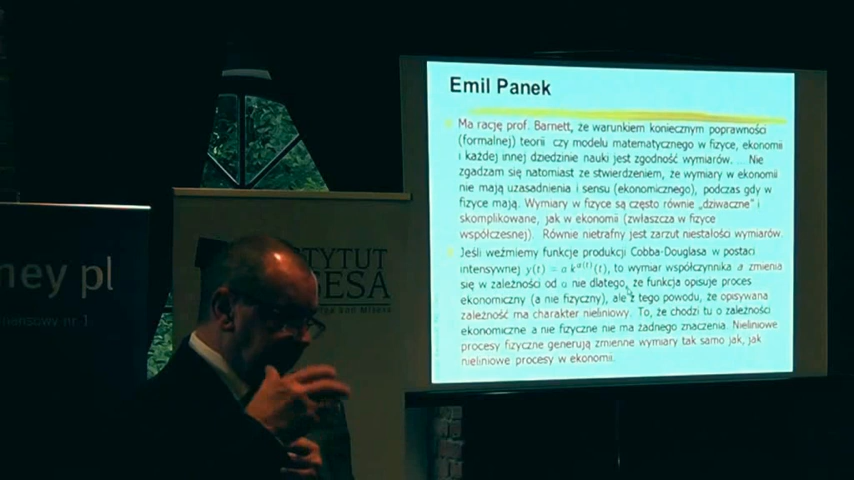 Emil Panek
Ma rację prof. Barnett, że warunkiem koniecznym poprawności
(formalnej) teorii czy modelu matematycznego w fizyce, ekonomii
i każdej innej dziedzinie nauki jest zgodność wymiarów. ... Nie
zgadzam się natomiast ze stwierdzeniem, że wymiary w ekonomii
nie mają uzasadnienia i sensu (ekonomicznego), podczas gdy w
fizyce mają. Wymiary w fizyce są często równie „dziwaczne" i
skomplikowane, jak w ekonomii (zwłaszcza w fizyce
współczesnej). Równie nietrafny jest zarzut niestałości wymiarów.
Jeśli weźmiemy funkcje produkcji Cobba-Douglasa w postaci
intensywnej y(t) = a k^α(t)(t), to wymiar współczynnika a zmienia
się w zależności od α nie dlatego, że funkcja opisuje proces
ekonomiczny (a nie fizyczny), ale z tego powodu, że opisywana
zależność ma charakter nieliniowy. To, że chodzi tu o zależności
ekonomiczne a nie fizyczne nie ma żadnego znaczenia. Nieliniowe
procesy fizyczne generują zmienne wymiary tak samo jak, jak
nieliniowe procesy w ekonomii.
ney pl
nansowy nr 1
STYTUT
SESA